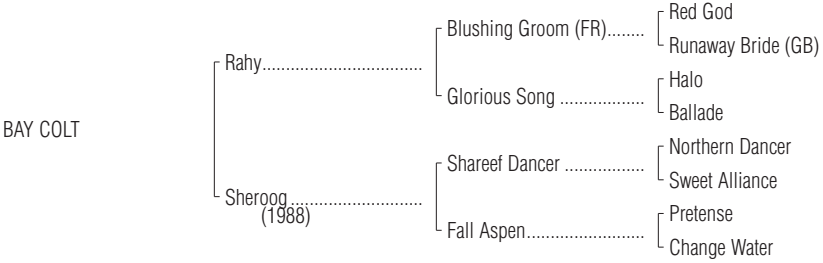 Red God
Blushing Groom (FR)........
Runaway Bride (GB)
Rahy..................................
Halo
Glorious Song ..................
Ballade
BAY COLT
Northern Dancer
Shareef Dancer .................
Sweet Alliance
Sheroog............................
(1988)
Pretense
Fall Aspen.........................
Change Water